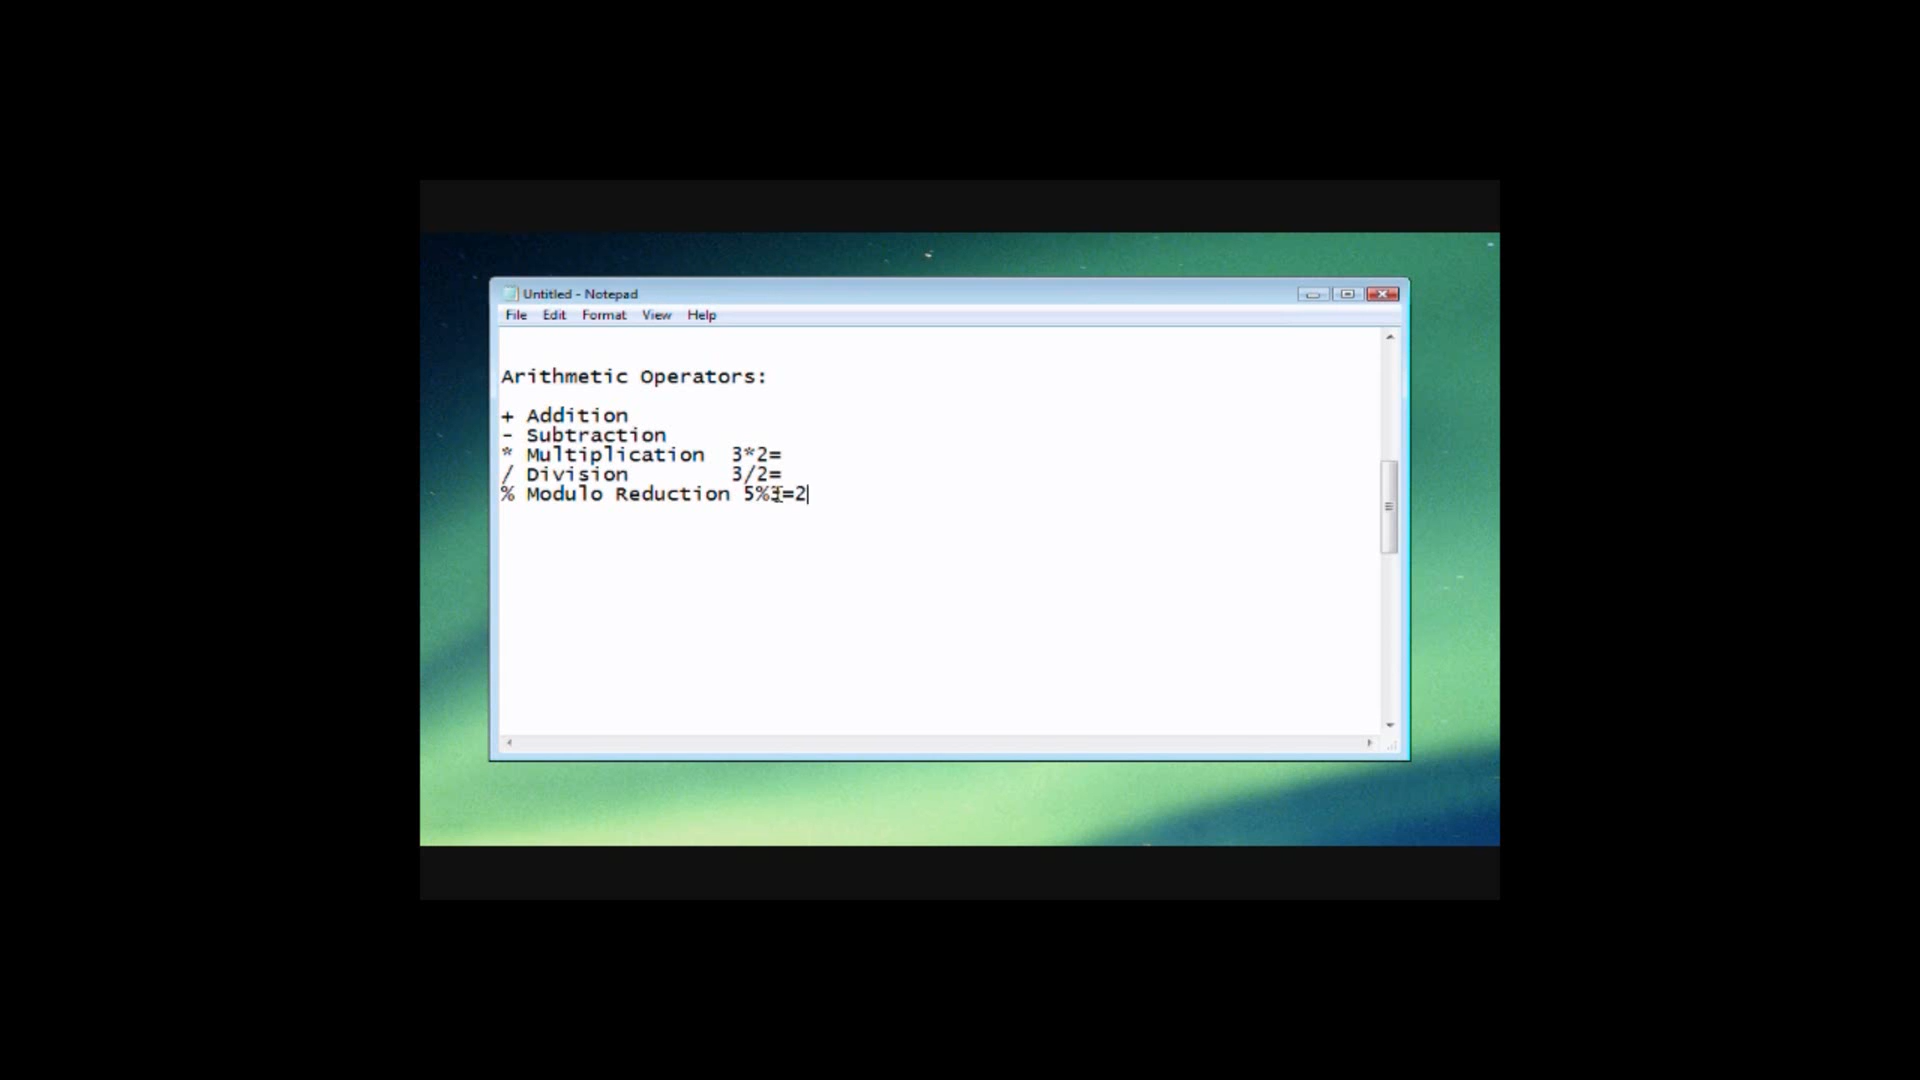 Untitled - Notepad
File Edit Format View Help
Arithmetic Operators:
+ Addition
- Subtraction
* Multiplication 3*2=
/ Division 3/2=
% Modulo Reduction 5%3=2